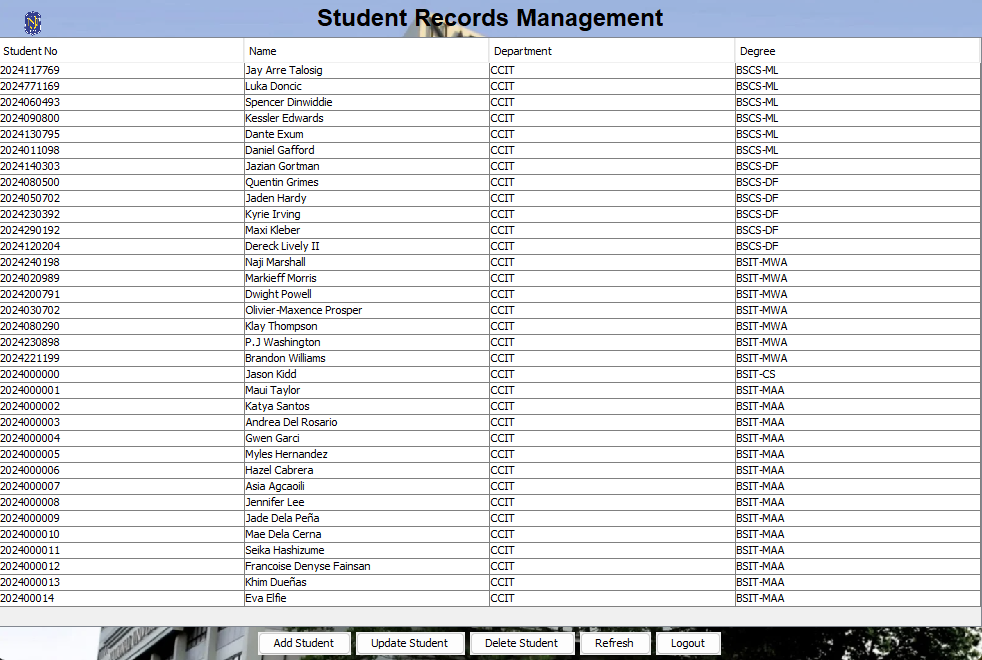 Student Records Management
Student No Name Department Degree
2024117769 Jay Arre Talosig CCIT BSCS-ML
2024771169 Luka Doncic CCIT BSCS-ML
2024060493 Spencer Dinwiddie CCIT BSCS-ML
2024090800 Kessler Edwards CCIT BSCS-ML
2024130795 Dante Exum CCIT BSCS-ML
2024011098 Daniel Gafford CCIT BSCS-ML
2024140303 Jazian Gortman CCIT BSCS-DF
2024080500 Quentin Grimes CCIT BSCS-DF
2024050702 Jaden Hardy CCIT BSCS-DF
2024230392 Kyrie Irving CCIT BSCS-DF
2024290192 Maxi Kleber CCIT BSCS-DF
2024120204 Dereck Lively II CCIT BSCS-DF
2024240198 Naji Marshall CCIT BSIT-MWA
2024020989 Markieff Morris CCIT BSIT-MWA
2024200791 Dwight Powell CCIT BSIT-MWA
2024030702 Olivier-Maxence Prosper CCIT BSIT-MWA
2024080290 Klay Thompson CCIT BSIT-MWA
2024230898 P.J Washington CCIT BSIT-MWA
2024221199 Brandon Williams CCIT BSIT-MWA
2024000000 Jason Kidd CCIT BSIT-CS
2024000001 Maui Taylor CCIT BSIT-MAA
2024000002 Katya Santos CCIT BSIT-MAA
2024000003 Andrea Del Rosario CCIT BSIT-MAA
2024000004 Gwen Garci CCIT BSIT-MAA
2024000005 Myles Hernandez CCIT BSIT-MAA
2024000006 Hazel Cabrera CCIT BSIT-MAA
2024000007 Asia Agcaoili CCIT BSIT-MAA
2024000008 Jennifer Lee CCIT BSIT-MAA
2024000009 Jade Dela Peña CCIT BSIT-MAA
2024000010 Mae Dela Cerna CCIT BSIT-MAA
2024000011 Seika Hashizume CCIT BSIT-MAA
2024000012 Francoise Denyse Fainsan CCIT BSIT-MAA
2024000013 Khim Dueñas CCIT BSIT-MAA
202400014 Eva Elfie CCIT BSIT-MAA
Add Student Update Student Delete Student Refresh Logout